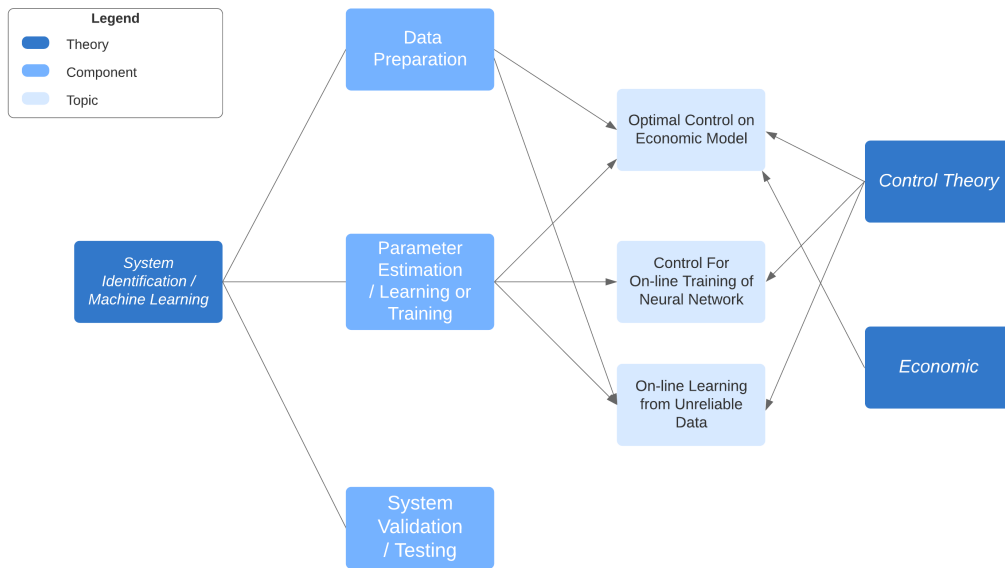 Legend
Theory
Component
Topic
Data
Preparation
Optimal Control on
Economic Model
Control Theory
System
Identification /
Machine Learning
Parameter
Estimation
/ Learning or
Training
Control For
On-line Training of
Neural Network
Economic
On-line Learning
from Unreliable
Data
System
Validation
/ Testing